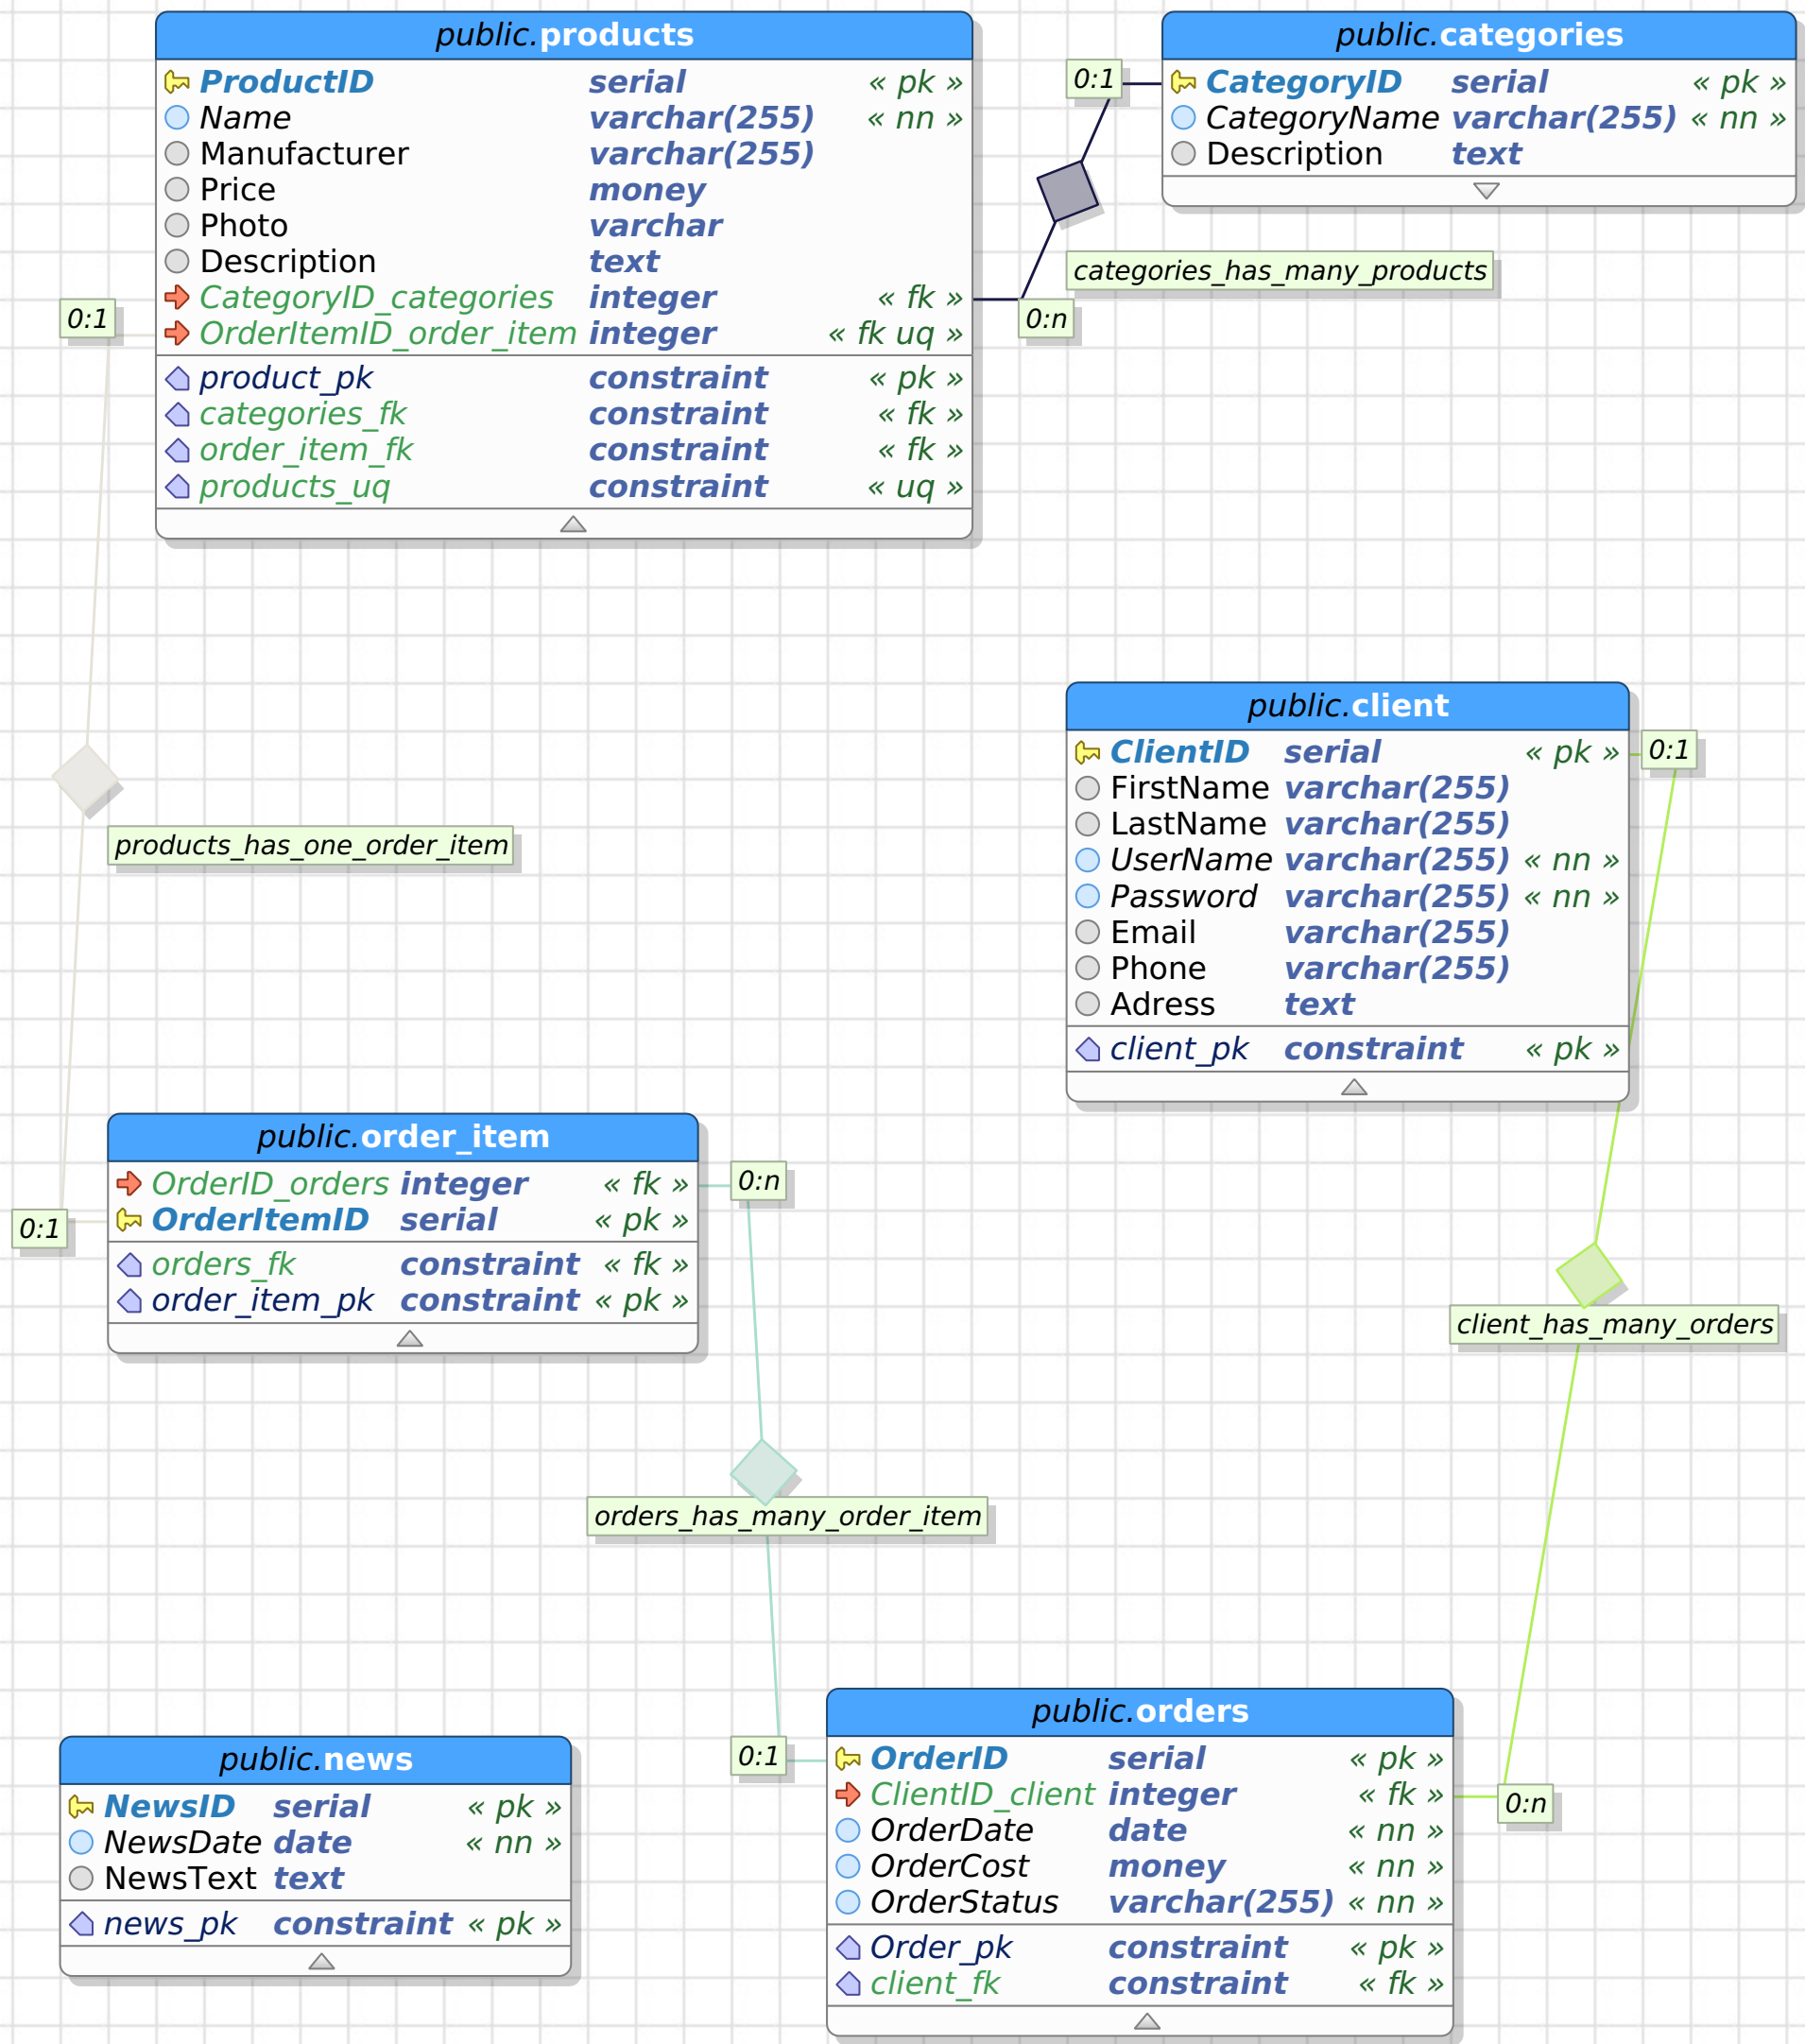 public.products
ProductID serial « pk »
Name varchar(255) « nn »
Manufacturer varchar(255)
Price money
Photo varchar
Description text
CategoryID_categories integer « fk »
OrderItemID_order_item integer « fk uq »
product_pk constraint « pk »
categories_fk constraint « fk »
order_item_fk constraint « fk »
products_uq constraint « uq »
0:1
public.categories
CategoryID serial « pk »
CategoryName varchar(255) « nn »
Description text
categories_has_many_products
0:n
0:1
products_has_one_order_item
public.client
ClientID serial « pk »
FirstName varchar(255)
LastName varchar(255)
UserName varchar(255) « nn »
Password varchar(255) « nn »
Email varchar(255)
Phone varchar(255)
Adress text
client_pk constraint « pk »
0:1
public.order_item
OrderID_orders integer « fk »
OrderItemID serial « pk »
orders_fk constraint « fk »
order_item_pk constraint « pk »
0:n
0:1
client_has_many_orders
orders_has_many_order_item
public.news
NewsID serial « pk »
NewsDate date « nn »
NewsText text
news_pk constraint « pk »
0:1
public.orders
OrderID serial « pk »
ClientID_client integer « fk »
OrderDate date « nn »
OrderCost money « nn »
OrderStatus varchar(255) « nn »
Order_pk constraint « pk »
client_fk constraint « fk »
0:n